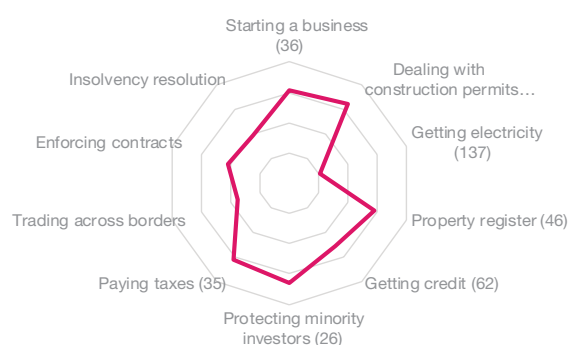 Starting a business
(36)
Dealing with
construction permits…
Getting electricity
(137)
Property register (46)
Getting credit (62)
Protecting minority
investors (26)
Paying taxes (35)
Trading across borders
Enforcing contracts
Insolvency resolution